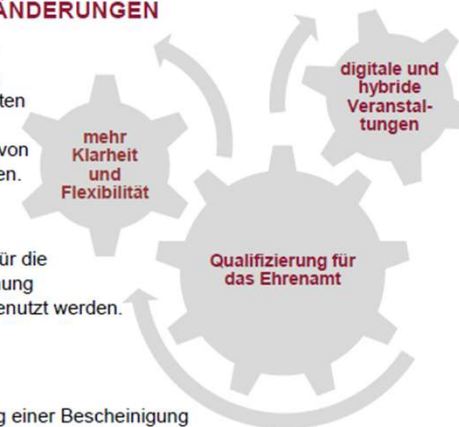 ÄNDERUNGEN
ten
von
en.
ür die
ung
enutzt werden.
g einer Bescheinigung
mehr
Klarheit
und
Flexibilität
digitale und
hybride
Veranstal-
tungen
Qualifizierung für
das Ehrenamt